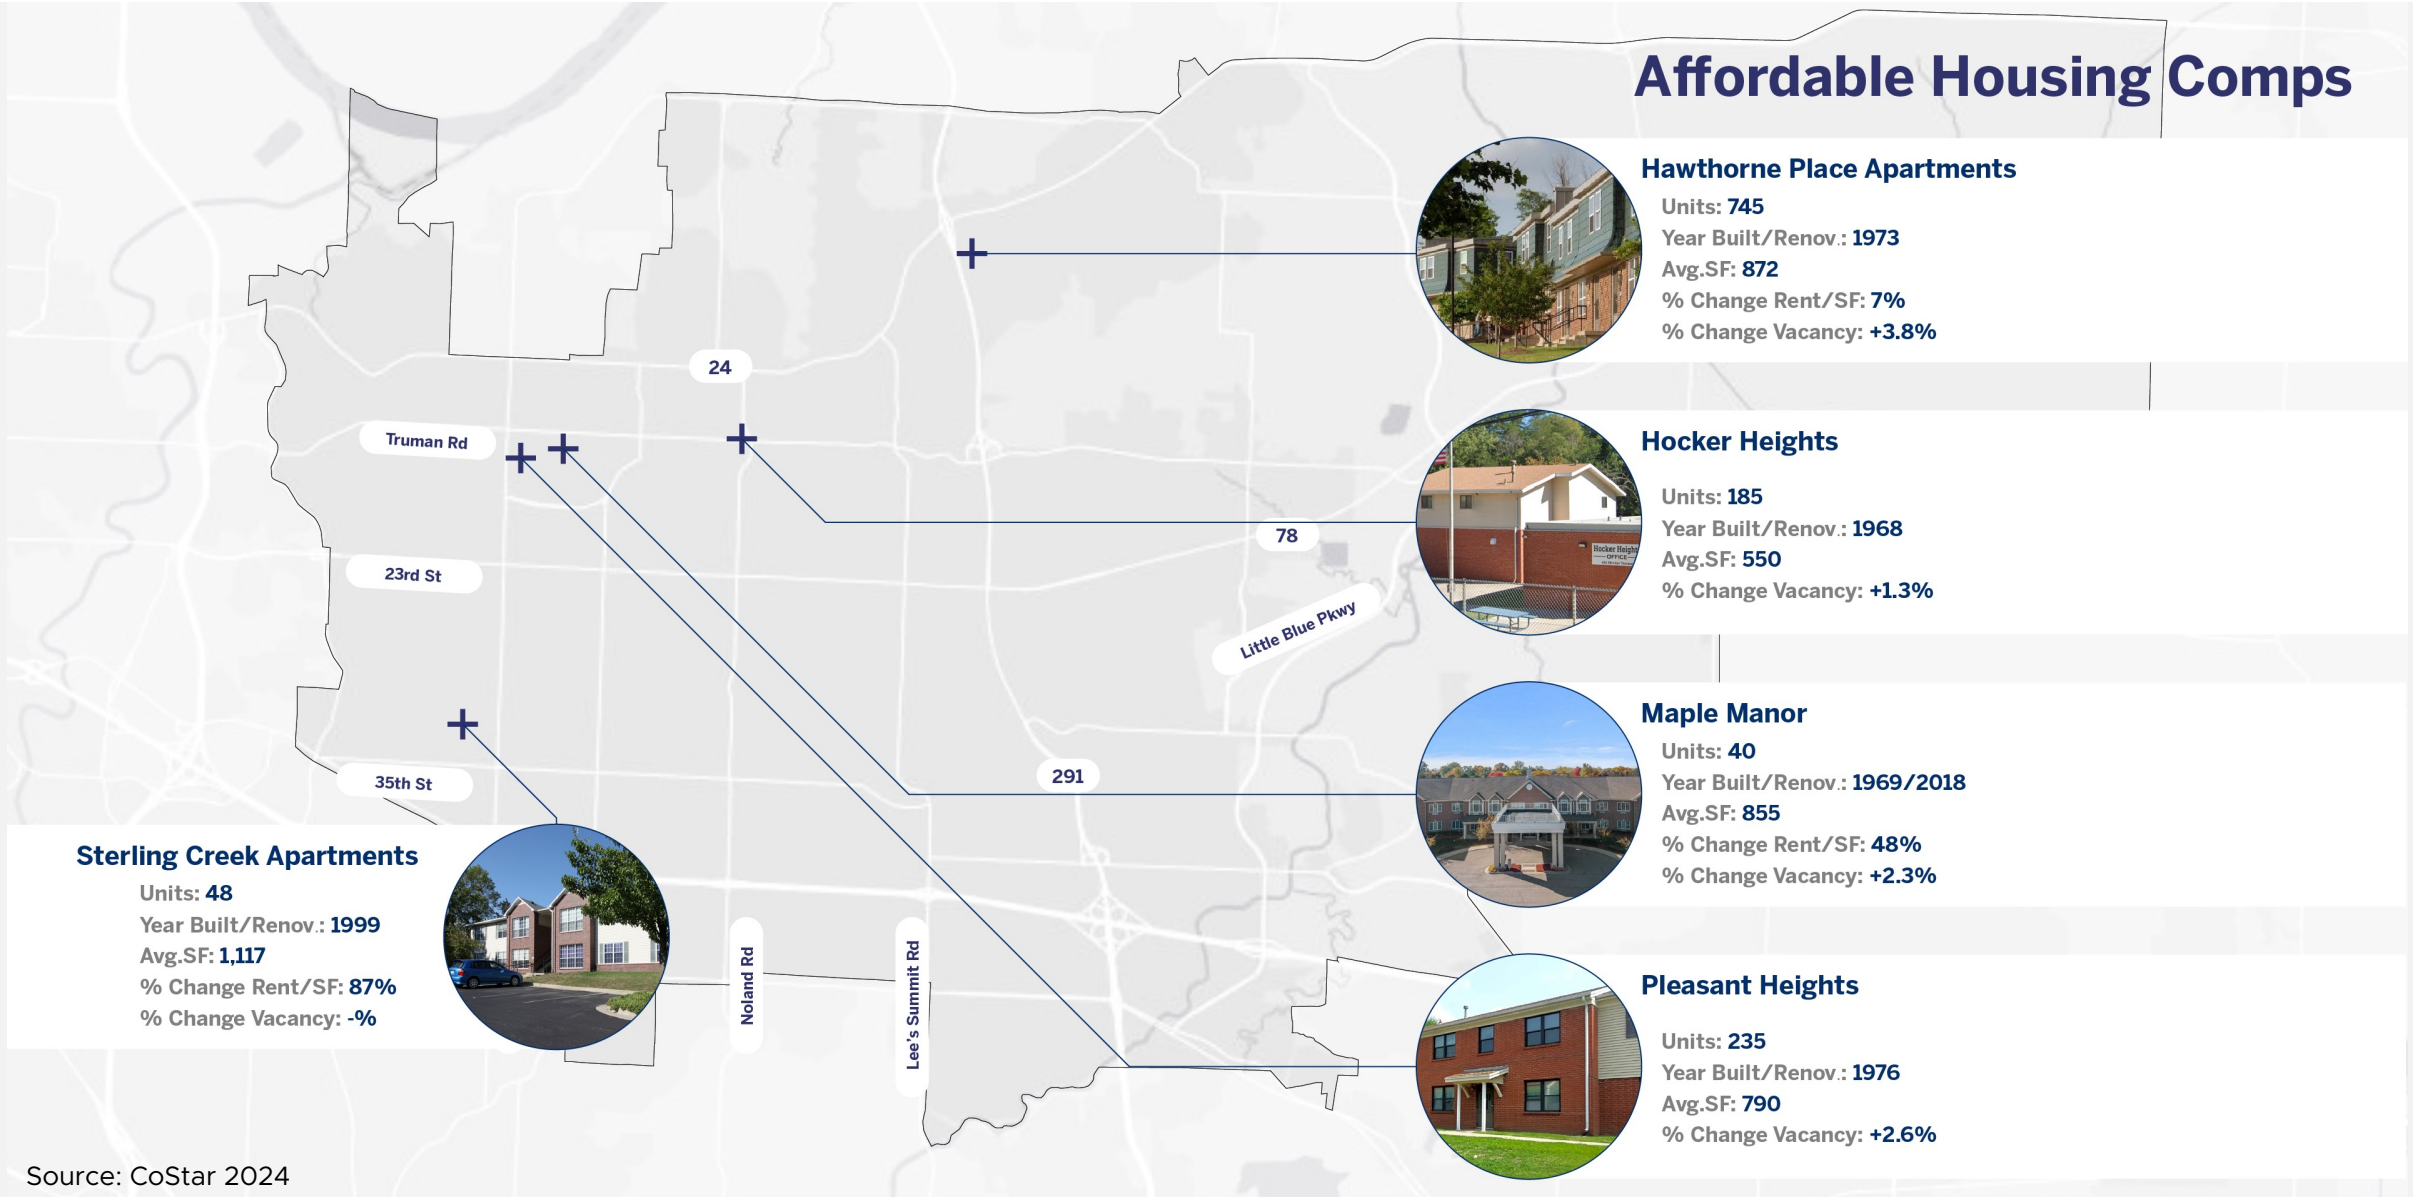 Affordable Housing Comps
Hawthorne Place Apartments
Units: 745
Year Built/Renov.: 1973
Avg.SF: 872
% Change Rent/SF: 7%
% Change Vacancy: +3.8%
24
Truman Rd
Hocker Heights
Units: 185
Year Built/Renov.: 1968
Avg.SF: 550
% Change Vacancy: +1.3%
Hocker Height
OFFICE
78
23rd St
Little Blue Pkwy
Maple Manor
Units: 40
Year Built/Renov.: 1969/2018
Avg.SF: 855
% Change Rent/SF: 48%
% Change Vacancy: +2.3%
291
35th St
Sterling Creek Apartments
Units: 48
Year Built/Renov.: 1999
Avg.SF: 1,117
% Change Rent/SF: 87%
% Change Vacancy: -%
Noland Rd
Lee's Summit Rd
Pleasant Heights
Units: 235
Year Built/Renov.: 1976
Avg.SF: 790
% Change Vacancy: +2.6%
Source: CoStar 2024